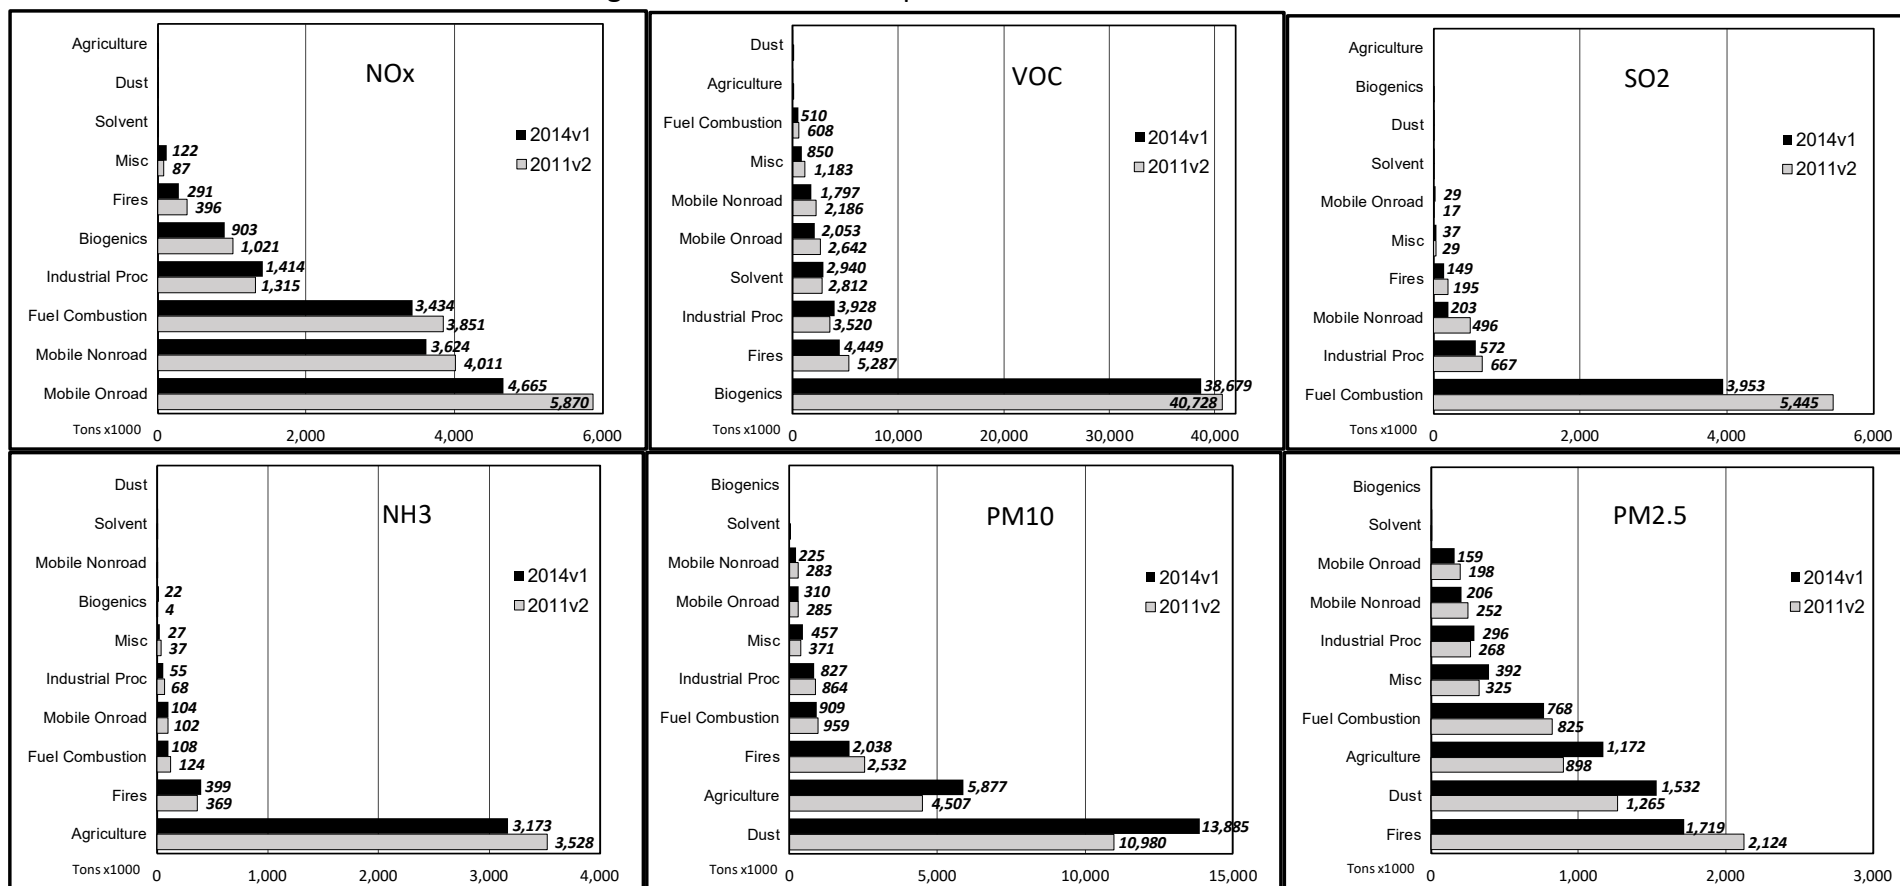 NOx
Agriculture
Dust
Solvent
Misc 122
87
Fires 291
396
Biogenics 903
1,021
Industrial Proc 1,414
1,315
Fuel Combustion 3,434
3,851
Mobile Nonroad 3,624
4,011
Mobile Onroad 4,665
5,870
2014v1
2011v2
Tons x1000 0 2,000 4,000 6,000
VOC
Dust
Agriculture
Fuel Combustion 510
608
Misc 850
1,183
Mobile Nonroad 1,797
2,186
Mobile Onroad 2,053
2,642
Solvent 2,940
2,812
Industrial Proc 3,928
3,520
Fires 4,449
5,287
Biogenics 38,679
40,728
2014v1
2011v2
Tons x1000 0 10,000 20,000 30,000 40,000
SO2
Agriculture
Biogenics
Dust
Solvent
Mobile Onroad 29
17
Misc 37
29
Fires 149
195
Mobile Nonroad 203
496
Industrial Proc 572
667
Fuel Combustion 3,953
5,445
2014v1
2011v2
Tons x1000 0 2,000 4,000 6,000
NH3
Dust
Solvent
Mobile Nonroad
Biogenics 22
4
Misc 27
37
Industrial Proc 55
68
Mobile Onroad 104
102
Fuel Combustion 108
124
Fires 399
369
Agriculture 3,173
3,528
2014v1
2011v2
Tons x1000 0 1,000 2,000 3,000 4,000
PM10
Biogenics
Solvent
Mobile Nonroad 225
283
Mobile Onroad 310
285
Misc 457
371
Industrial Proc 827
864
Fuel Combustion 909
959
Fires 2,038
2,532
Agriculture 5,877
4,507
Dust 13,885
10,980
2014v1
2011v2
Tons x1000 0 5,000 10,000 15,000
PM2.5
Biogenics
Solvent
Mobile Onroad 159
198
Mobile Nonroad 206
252
Industrial Proc 296
268
Misc 392
325
Fuel Combustion 768
825
Agriculture 1,172
898
Dust 1,532
1,265
Fires 1,719
2,124
2014v1
2011v2
Tons x1000 0 1,000 2,000 3,000